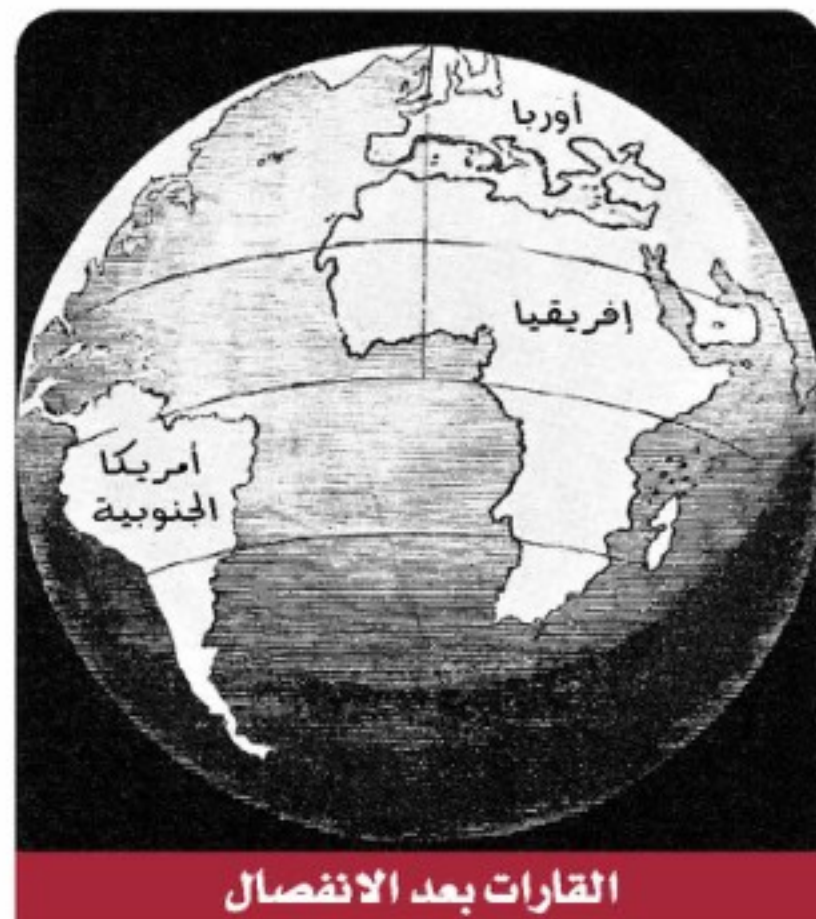 أوربا
إفريقيا
أمريكا
الجنوبية
القارات بعد الانفصال